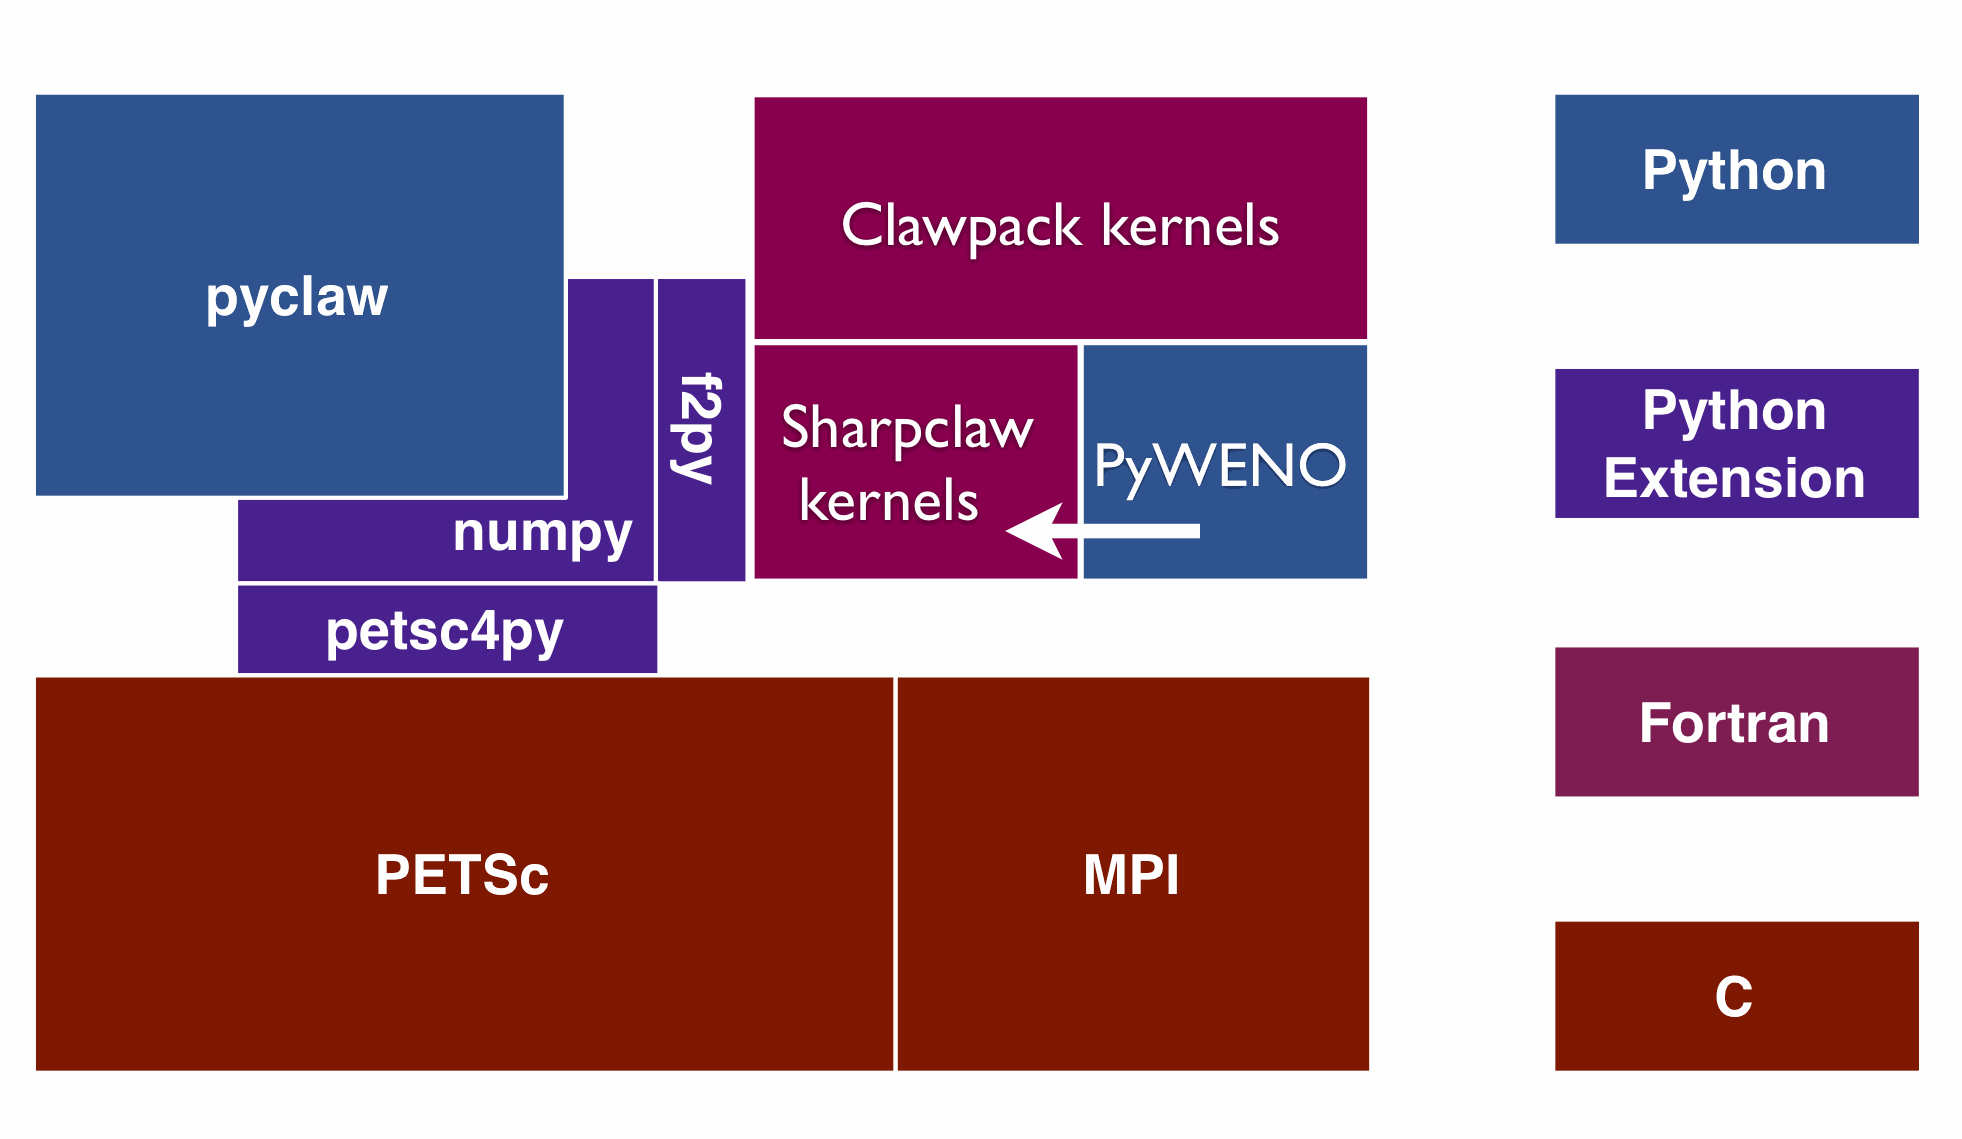 pyclaw
numpy
f2py
petsc4py
Clawpack kernels
Sharpclaw
kernels
PyWENO
PETSc
MPI
Python
Python
Extension
Fortran
C